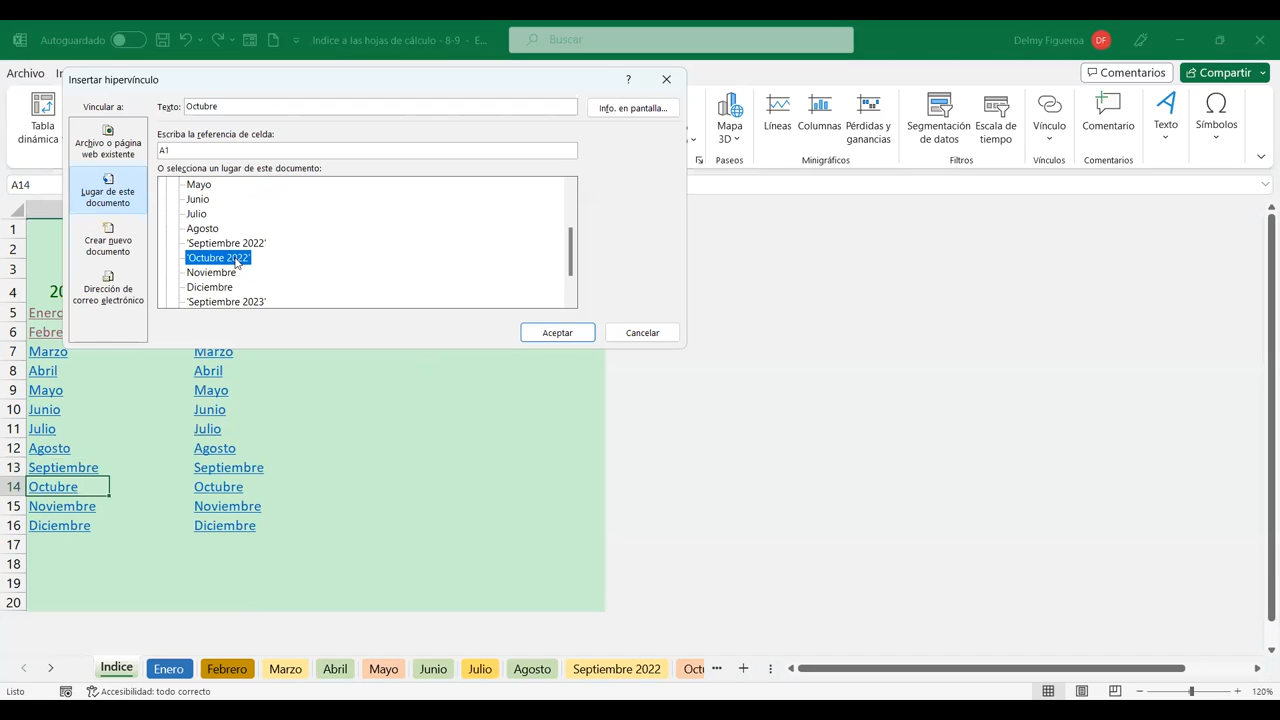 Autoguardado
Indice a las hojas de cálculo - 8-9 - E...
Buscar
Delmy Figueroa
DF
Archivo
Comentarios
Compartir
Insertar hipervínculo
?
Vincular a:
Texto:
Octubre
Info. en pantalla...
Archivo o página
web existente
Lugar de este
documento
Crear nuevo
documento
Dirección de
correo electrónico
Escriba la referencia de celda:
A1
O selecciona un lugar de este documento:
Mayo
Junio
Julio
Agosto
'Septiembre 2022'
'Octubre 2022'
Noviembre
Diciembre
'Septiembre 2023'
Aceptar
Cancelar
Tabla
dinámica
Mapa
3D
Paseos
Líneas
Columnas
Pérdidas y
ganancias
Minigráficos
Segmentación
de datos
Escala de
tiempo
Filtros
Vínculo
Comentario
Comentarios
Texto
Símbolos
A14
1
2
3
4 20
5 Enero
6 Febre
7 Marzo Marzo
8 Abril Abril
9 Mayo Mayo
10 Junio Junio
11 Julio Julio
12 Agosto Agosto
13 Septiembre Septiembre
14 Octubre Octubre
15 Noviembre Noviembre
16 Diciembre Diciembre
17
18
19
20
Indice Enero Febrero Marzo Abril Mayo Junio Julio Agosto Septiembre 2022 Octu ...
Listo
Accesibilidad: todo correcto
120%